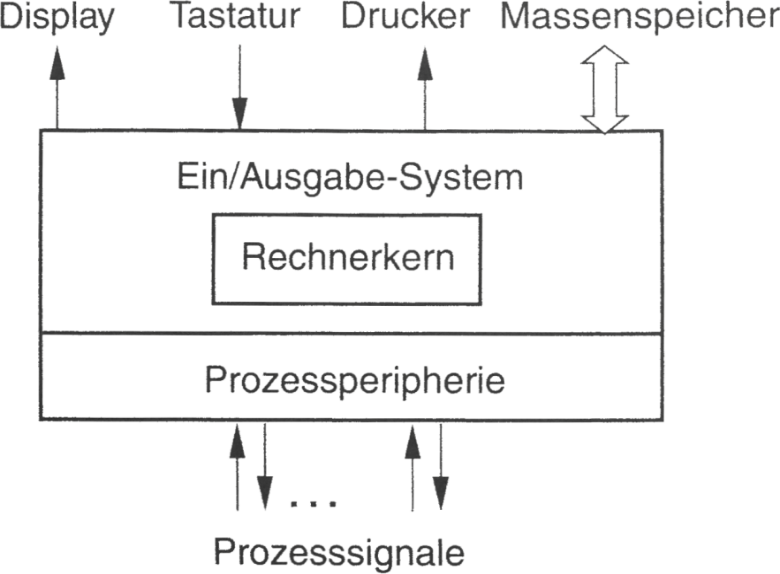 Display Tastatur Drucker Massenspeicher
Ein/Ausgabe-System
Rechnerkern
Prozessperipherie
...
Prozesssignale